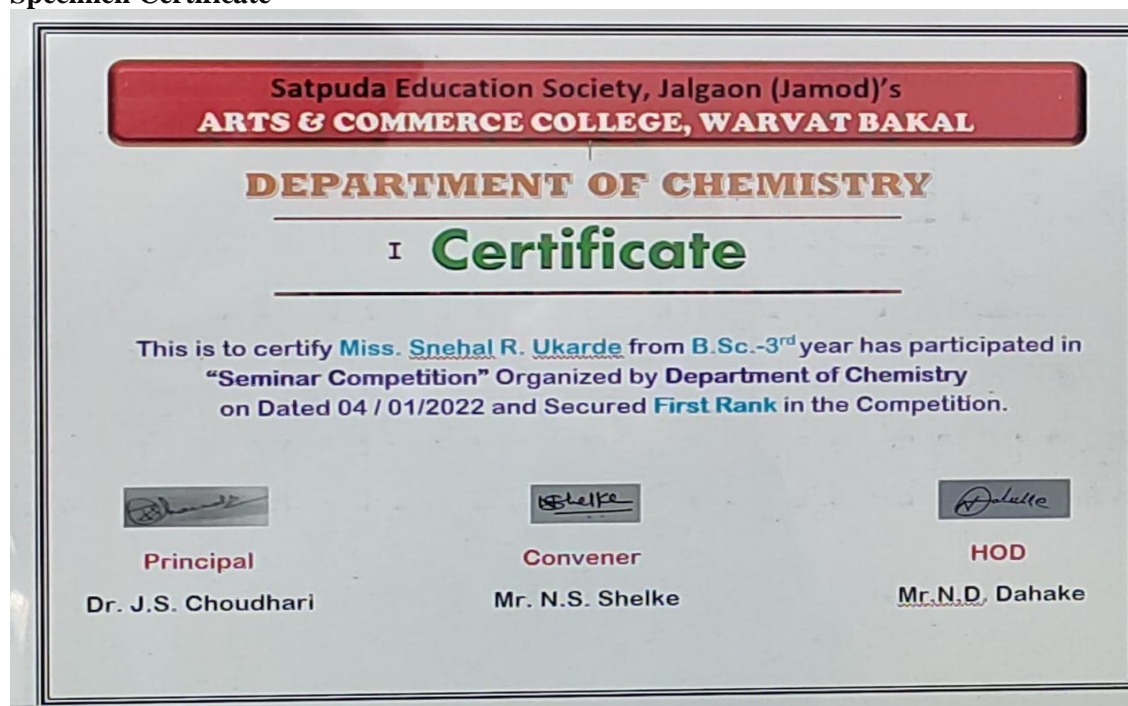 Specimen Certificate
Satpuda Education Society, Jalgaon (Jamod)'s
ARTS & COMMERCE COLLEGE, WARVAT BAKAL
DEPARTMENT OF CHEMISTRY
Certificate
This is to certify Miss. Snehal R. Ukarde from B.Sc.-3rd year has participated in
“Seminar Competition” Organized by Department of Chemistry
on Dated 04 / 01/2022 and Secured First Rank in the Competition.
Shelke Dahake
Principal Convener HOD
Dr. J.S. Choudhari Mr. N.S. Shelke Mr.N.D. Dahake